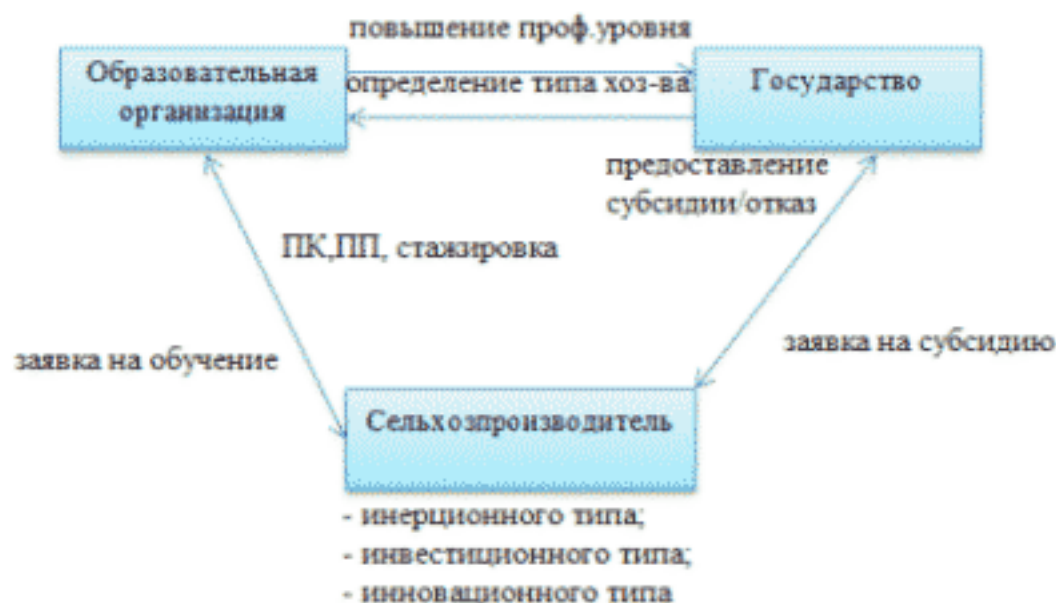 повышение проф.уровня
Образовательная
организация
определение типа хоз-ва
Государство
предоставление
субсидии/отказ
ПК,ПП, стажировка
заявка на обучение
заявка на субсидию
Сельхозпроизводитель
- инерционного типа;
- инвестиционного типа;
- инновационного типа